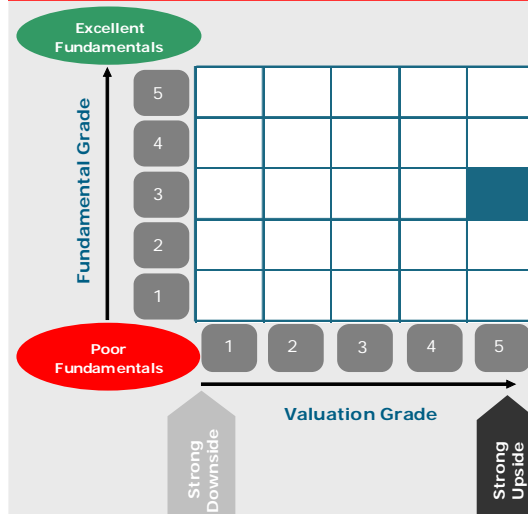 Excellent
Fundamentals
Fundamental Grade
5
4
3
2
1
Poor
Fundamentals
1
2
3
4
5
Valuation Grade
Strong
Downside
Strong
Upside